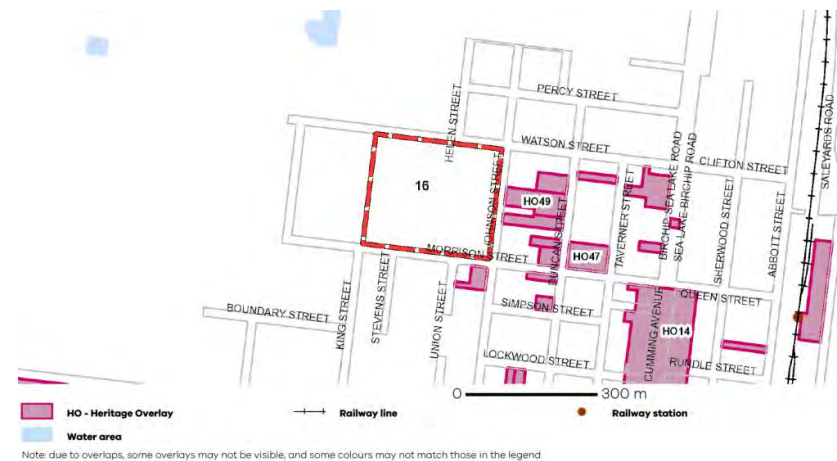 PERCY STREET
HELEN STREET
WATSON STREET
CLIFTON STREET
SALEYARDS ROAD
16
JOHNSON STREET
HO49
DUNCAN STREET
TAVERNER STREET
BIRCHIP-SEA LAKE ROAD
SEA-LAKE-BIRCHIP ROAD
SHERWOOD STREET
ABBOTT STREET
MORRISON STREET
HO47
BOUNDARY STREET
KING STREET
STEVENS STREET
UNION STREET
SIMPSON STREET
QUEEN STREET
CUMMING AVENUE
HO14
LOCKWOOD STREET
RUNDLE STREET
0 300 m
HO - Heritage Overlay
Railway line
Railway station
Water area
Note: due to overlaps, some overlays may not be visible, and some colours may not match those in the legend